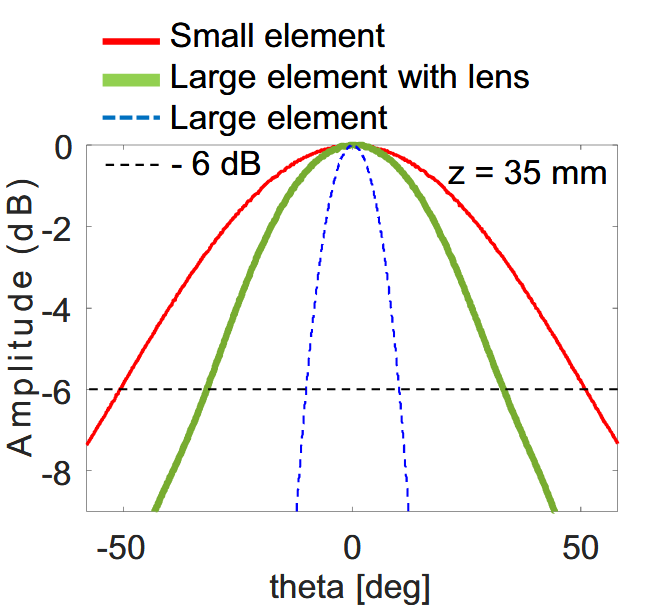 Small element
Large element with lens
Large element
- 6 dB
z = 35 mm
0
-2
-4
-6
-8
Amplitude (dB)
-50
0
50
theta [deg]